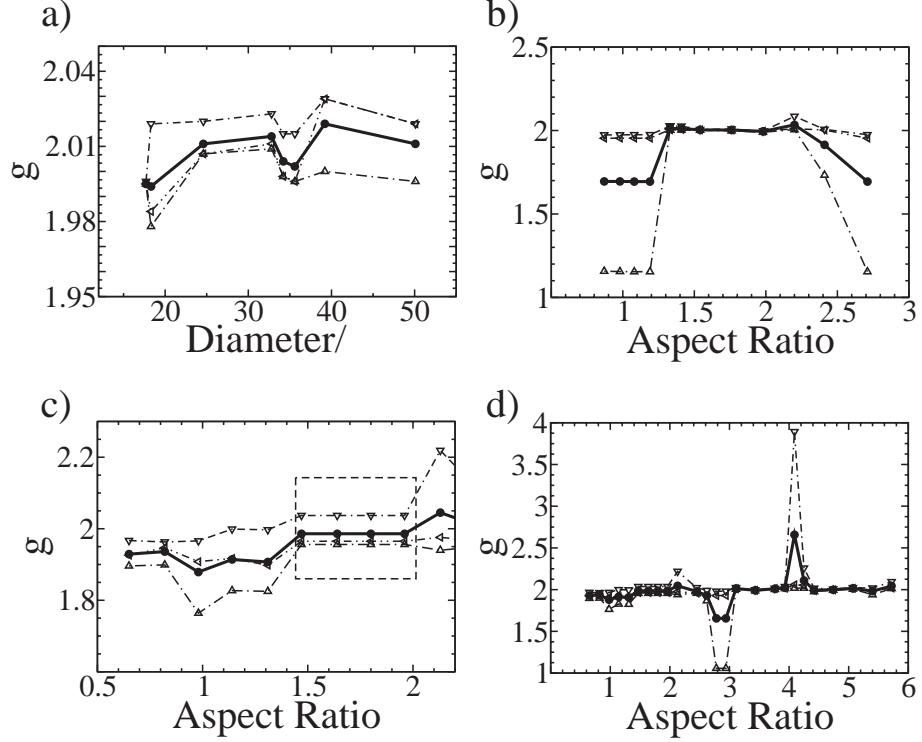 a)
2.04
2.01
1.98
1.95
g
20 30 40 50
Diameter/
b)
2.5
2
1.5
1
g
1 1.5 2 2.5 3
Aspect Ratio
c)
2.2
2
1.8
g
0.5 1 1.5 2
Aspect Ratio
d)
4
3.5
3
2.5
2
1.5
1
g
1 2 3 4 5 6
Aspect Ratio